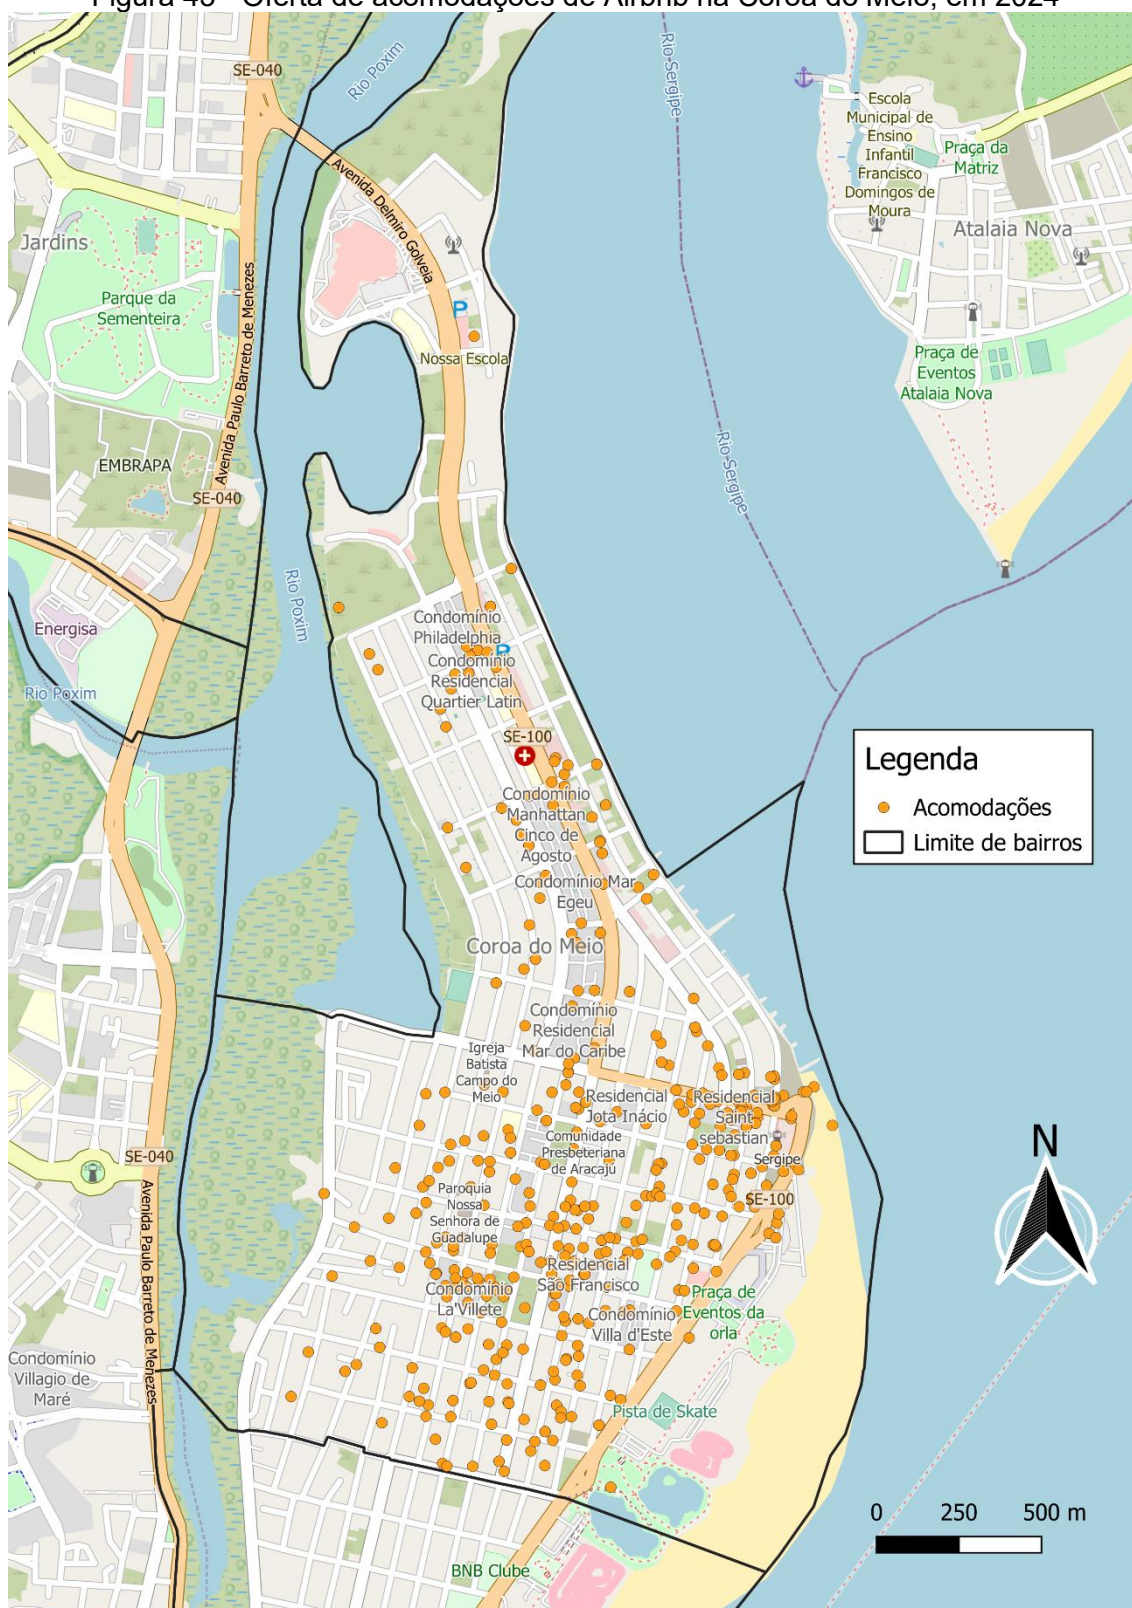 Figura 48 - Oferta de acomodações de Airbnb na Coroa do Meio, em 2024
SE-040
Rio Poxim
Rio-Sergipe
Escola
Municipal de
Ensino
Infantil
Francisco
Domingos de
Moura
Praça da
Matriz
Atalaia Nova
Avenida Delmiro Golveia
Jardins
Parque da
Sementeira
Avenida Paulo Barreto de Menezes
P
Nossa Escola
Praça de
Eventos
Atalaia Nova
EMBRAPA
SE-040
Rio-Sergipe
Rio Poxim
Energisa
Rio Poxim
Condomínio
Philadelphia
P
Condomínio
Residencial
Quartier Latin
SE-100
Condomínio
Manhattan
Cinco de
Agosto
Condomínio Mar
Egeu
Coroa do Meio
Legenda
Acomodações
Limite de bairros
Condomínio
Residencial
Mar do Caribe
Igreja
Batista
Campo do
Meio
Residencial
Jota Inácio
Residencial
Saint
sebastian
Comunidade
Presbeteriana
de Aracaju
Sergipe
SE-040
SE-100
Paroquia
Nossa
Senhora de
Guadalupe
N
Avenida Paulo Barreto de Menezes
Residencial
São Francisco
Condomínio
La'Villete
Condomínio
Villa d'Este
Praça de
Eventos da
orla
Condomínio
Villagio de
Maré
Pista de Skate
0 250 500 m
BNB Clube